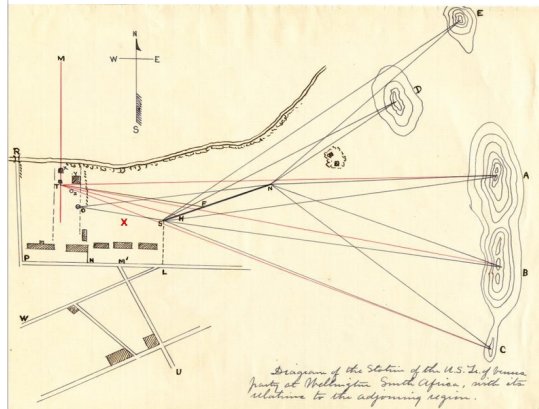 E
M
N
W E
S
D
R
V
T
A
N
F
S
H
X
B
P
N
M'
L
W
U
C
Diagram of the Station of the U.S. Tr. of Venus
party at Wellington South Africa, with its
relations to the adjoining region.